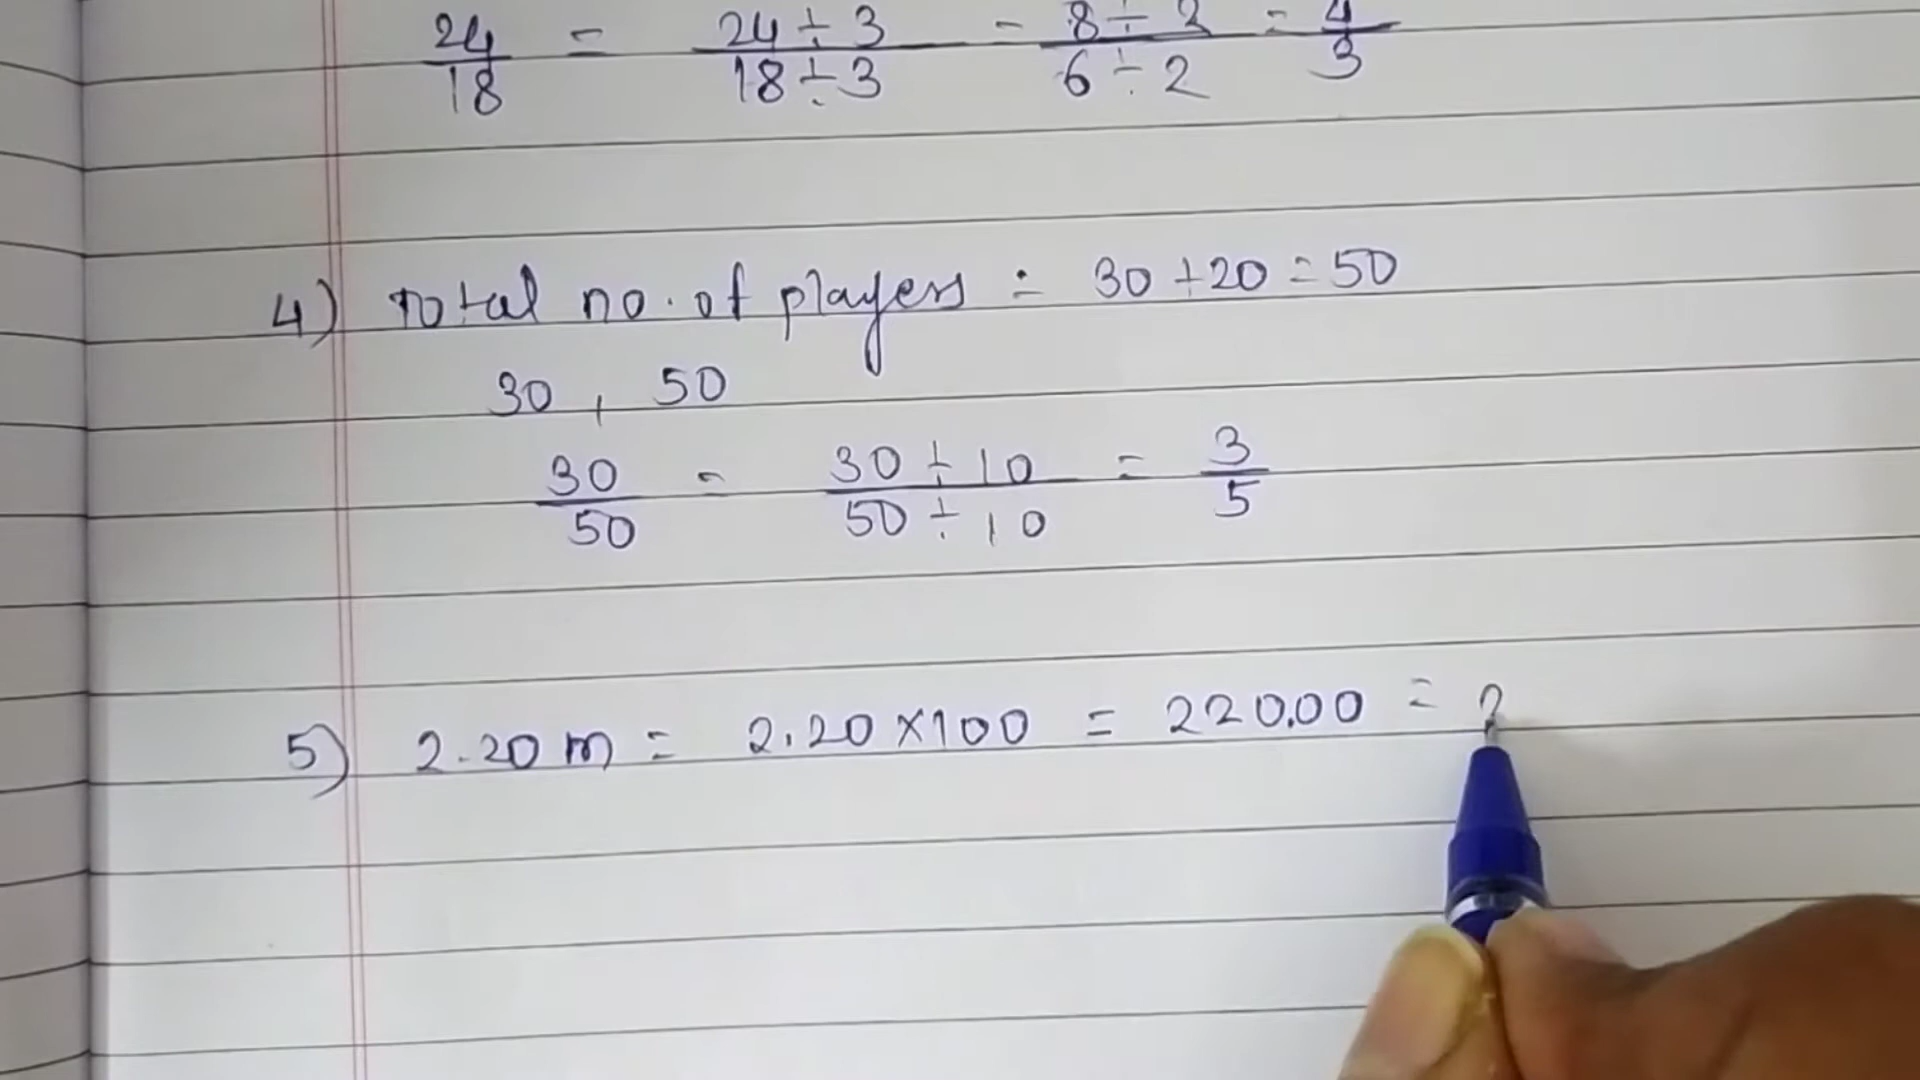 24/18 = 24÷3/18÷3 = 8÷2/6÷2 = 4/3
4) Total no. of players = 30+20=50
30, 50
30/50 = 30÷10/50÷10 = 3/5
5) 2.20 m = 2.20×100 = 220.00 = 2